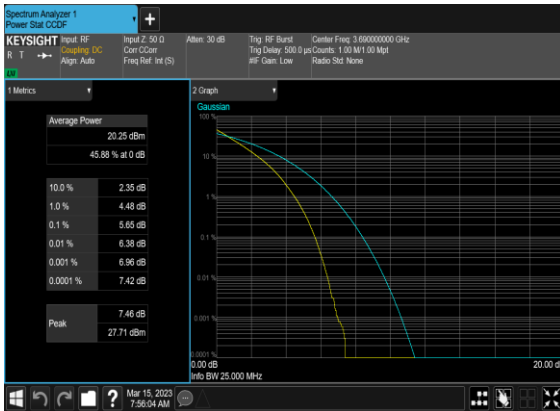 Spectrum Analyzer 1
Power Stat CCDF
+
KEYSIGHT
R T
Input: RF
Coupling: DC
Align: Auto
Input Z: 50 Ω
Corr CCorr
Freq Ref: Int (S)
Atten: 30 dB
Trig: RF Burst
Trig Delay: 500.0 µs
#IF Gain: Low
Center Freq: 3.690000000 GHz
Counts: 1.00 M/1.00 Mpt
Radio Std: None
1 Metrics
2 Graph
Average Power
20.25 dBm
45.88 % at 0 dB
10.0 % 2.35 dB
1.0 % 4.48 dB
0.1 % 5.65 dB
0.01 % 6.38 dB
0.001 % 6.96 dB
0.0001 % 7.42 dB
Peak
7.46 dB
27.71 dBm
Gaussian
100 %
10 %
1 %
0.1 %
0.01 %
0.001 %
0.0001 %
0.00 dB
20.00 d
Info BW 25.000 MHz
?
Mar 15, 2023
7:56:04 AM